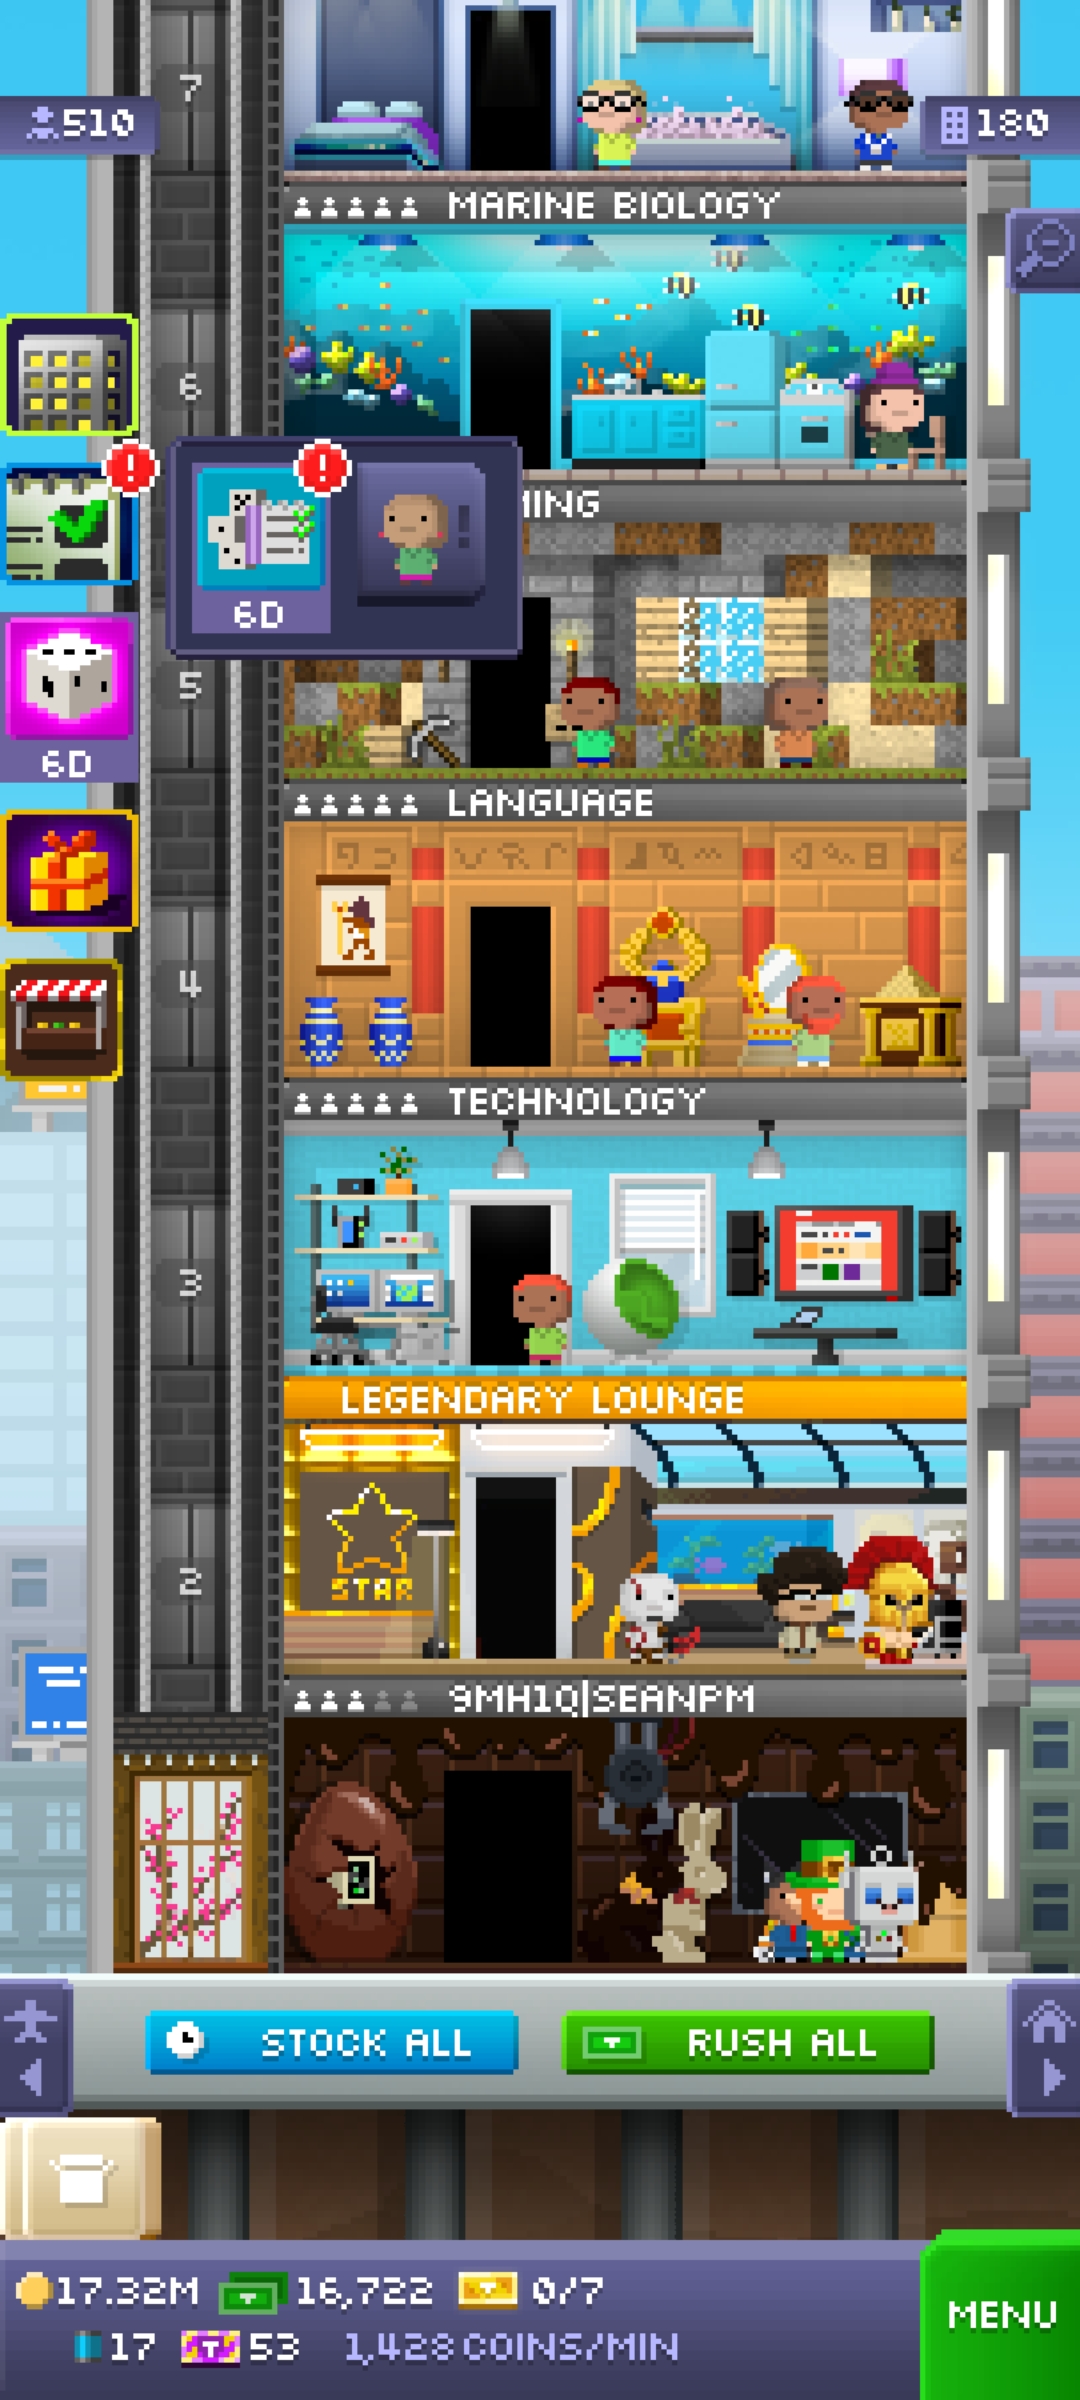 7
510
180
MARINE BIOLOGY
6
!
!
MING
6D
5
6D
LANGUAGE
4
TECHNOLOGY
3
LEGENDARY LOUNGE
STAR
2
9MH1Q|SEANPM
STOCK ALL
RUSH ALL
17.32M
16,722
0/7
MENU
17
53
1,428 COINS/MIN